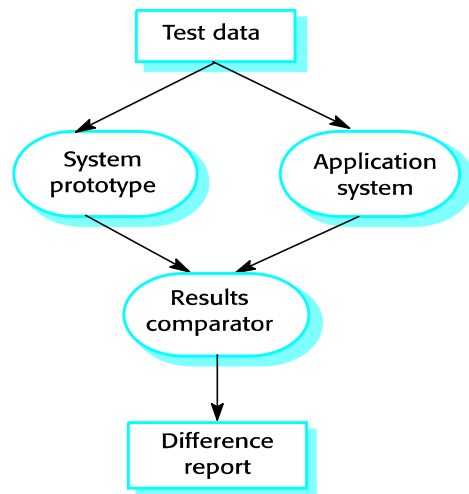 Test data
System
prototype
Application
system
Results
comparator
Difference
report